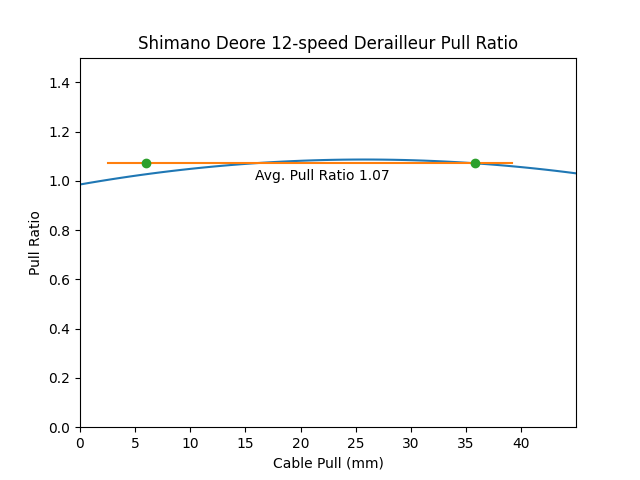 Shimano Deore 12-speed Derailleur Pull Ratio
1.4
1.2
1.0
0.8
0.6
0.4
0.2
0.0
Pull Ratio
Avg. Pull Ratio 1.07
0 5 10 15 20 25 30 35 40
Cable Pull (mm)